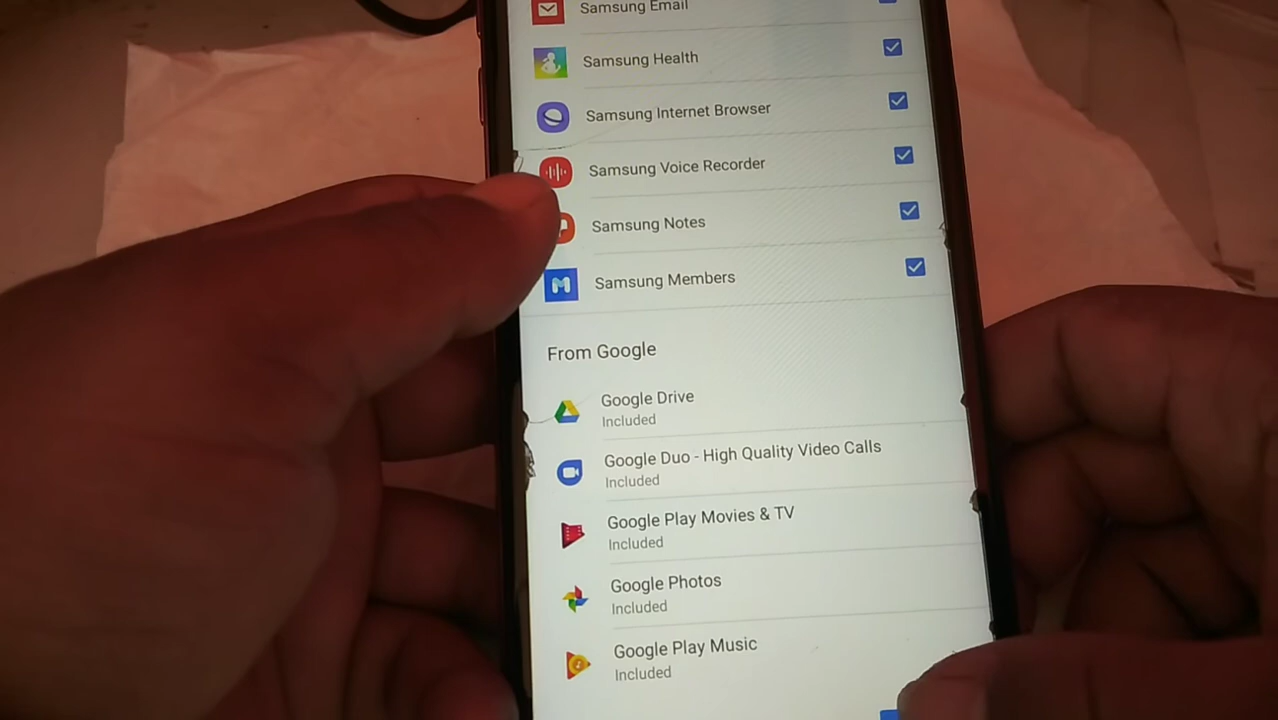 Samsung Email
Samsung Health
Samsung Internet Browser
Samsung Voice Recorder
Samsung Notes
Samsung Members
From Google
Google Drive
Included
Google Duo - High Quality Video Calls
Included
Google Play Movies & TV
Included
Google Photos
Included
Google Play Music
Included